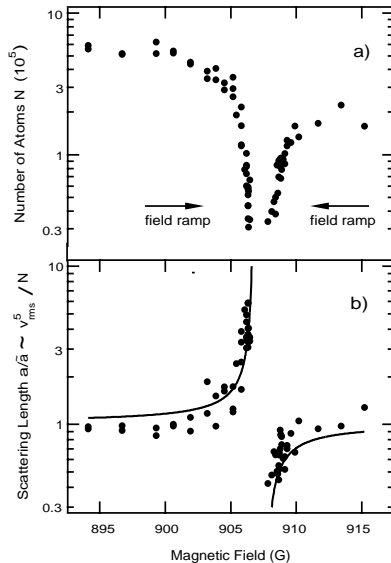 Number of Atoms N (10⁵)
10
3
1
0.3
a)
field ramp
field ramp
Scattering Length a/ã ~ v⁵rms / N
10
3
1
0.3
b)
895 900 905 910 915
Magnetic Field (G)